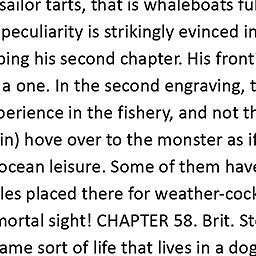 sailor tarts, that is whaleboats fu
peculiarity is strikingly evinced in
ping his second chapter. His front
a one. In the second engraving, t
perience in the fishery, and not th
in) hove over to the monster as if
ocean leisure. Some of them have
les placed there for weather-cock
mortal sight! CHAPTER 58. Brit. St
ame sort of life that lives in a dog